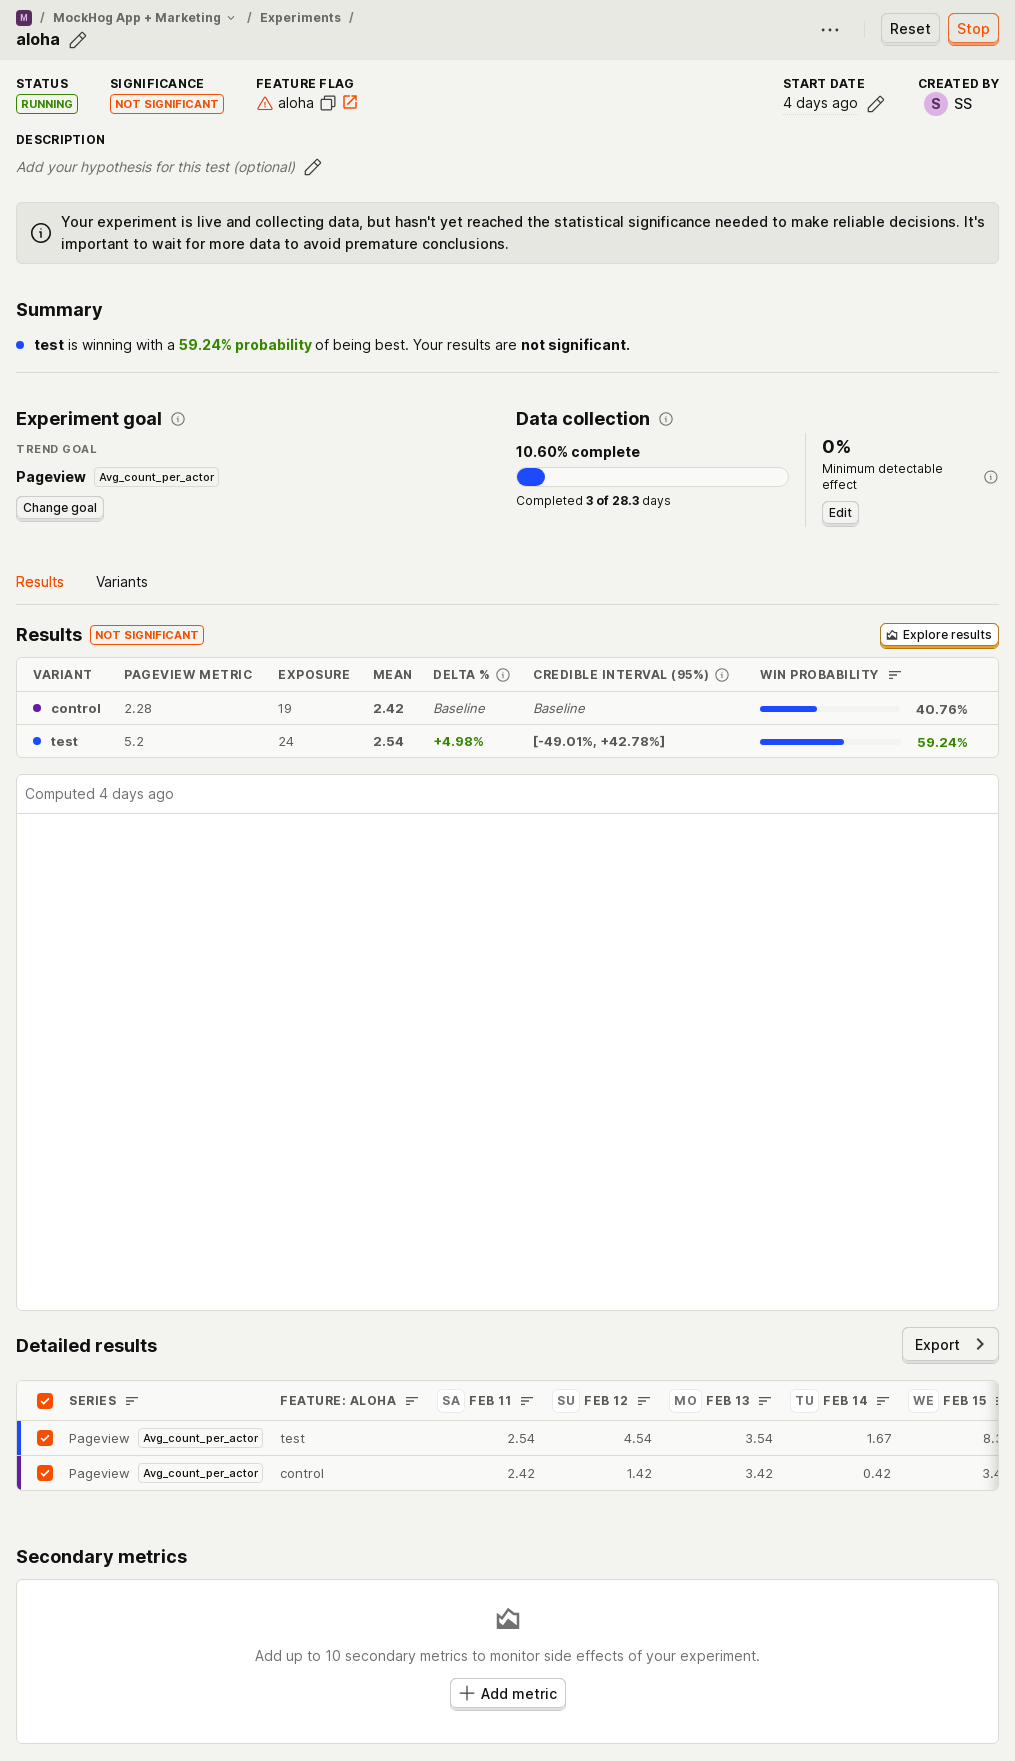 M / MockHog App + Marketing / Experiments /
aloha
Reset
Stop
STATUS
RUNNING
SIGNIFICANCE
NOT SIGNIFICANT
FEATURE FLAG
aloha
START DATE
4 days ago
CREATED BY
S SS
DESCRIPTION
Add your hypothesis for this test (optional)
Your experiment is live and collecting data, but hasn't yet reached the statistical significance needed to make reliable decisions. It's
important to wait for more data to avoid premature conclusions.
Summary
test is winning with a 59.24% probability of being best. Your results are not significant.
Experiment goal
TREND GOAL
Pageview Avg_count_per_actor
Change goal
Data collection
10.60% complete
Completed 3 of 28.3 days
0%
Minimum detectable
effect
Edit
Results Variants
Results NOT SIGNIFICANT
Explore results
VARIANT PAGEVIEW METRIC EXPOSURE MEAN DELTA % CREDIBLE INTERVAL (95%) WIN PROBABILITY
control 2.28 19 2.42 Baseline Baseline 40.76%
test 5.2 24 2.54 +4.98% [-49.01%, +42.78%] 59.24%
Computed 4 days ago
Detailed results
Export
SERIES FEATURE: ALOHA SA FEB 11 SU FEB 12 MO FEB 13 TU FEB 14 WE FEB 15
Pageview Avg_count_per_actor test 2.54 4.54 3.54 1.67
Pageview Avg_count_per_actor control 2.42 1.42 3.42 0.42
Secondary metrics
Add up to 10 secondary metrics to monitor side effects of your experiment.
Add metric